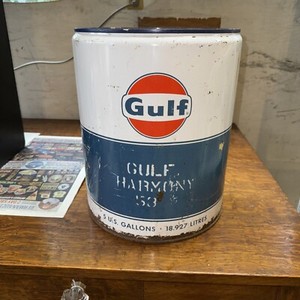 Gulf
GULF
HARMONY
53
5 U.S. GALLONS · 18.927 LITRES